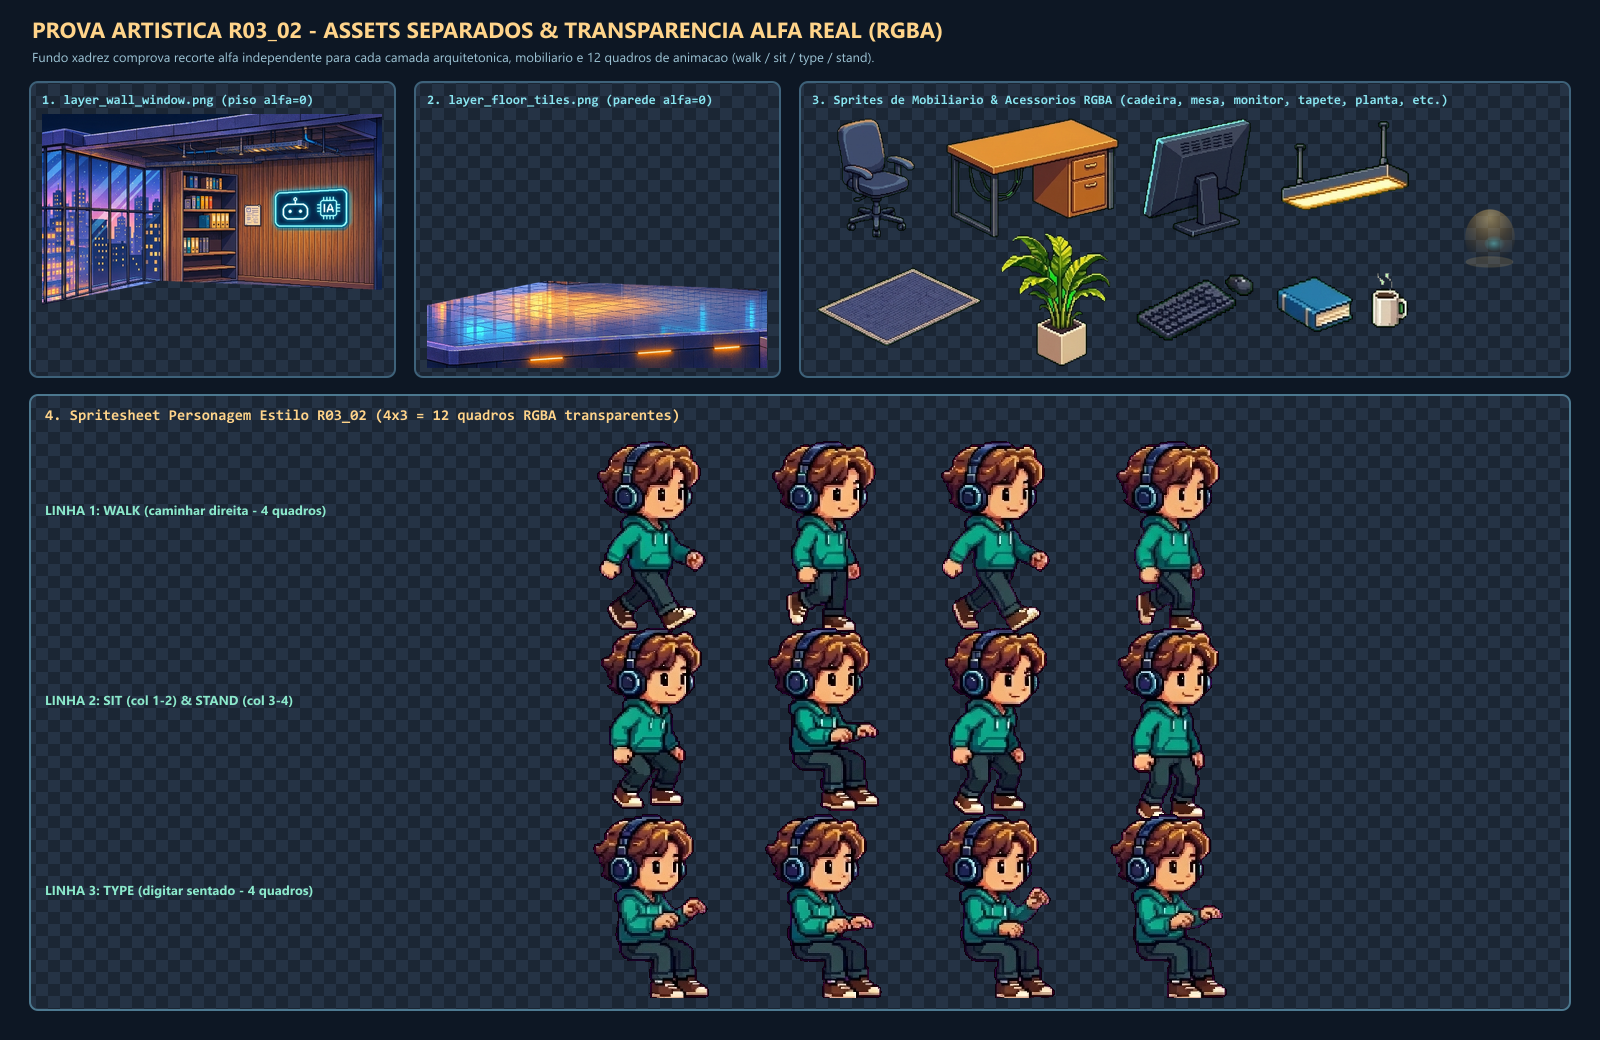 PROVA ARTISTICA R03_02 - ASSETS SEPARADOS & TRANSPARENCIA ALFA REAL (RGBA)
Fundo xadrez comprova recorte alfa independente para cada camada arquitetonica, mobiliario e 12 quadros de animacao (walk / sit / type / stand).
1. layer_wall_window.png (piso alfa=0)
2. layer_floor_tiles.png (parede alfa=0)
3. Sprites de Mobiliario & Acessorios RGBA (cadeira, mesa, monitor, tapete, planta, etc.)
IA
4. Spritesheet Personagem Estilo R03_02 (4x3 = 12 quadros RGBA transparentes)
LINHA 1: WALK (caminhar direita - 4 quadros)
LINHA 2: SIT (col 1-2) & STAND (col 3-4)
LINHA 3: TYPE (digitar sentado - 4 quadros)